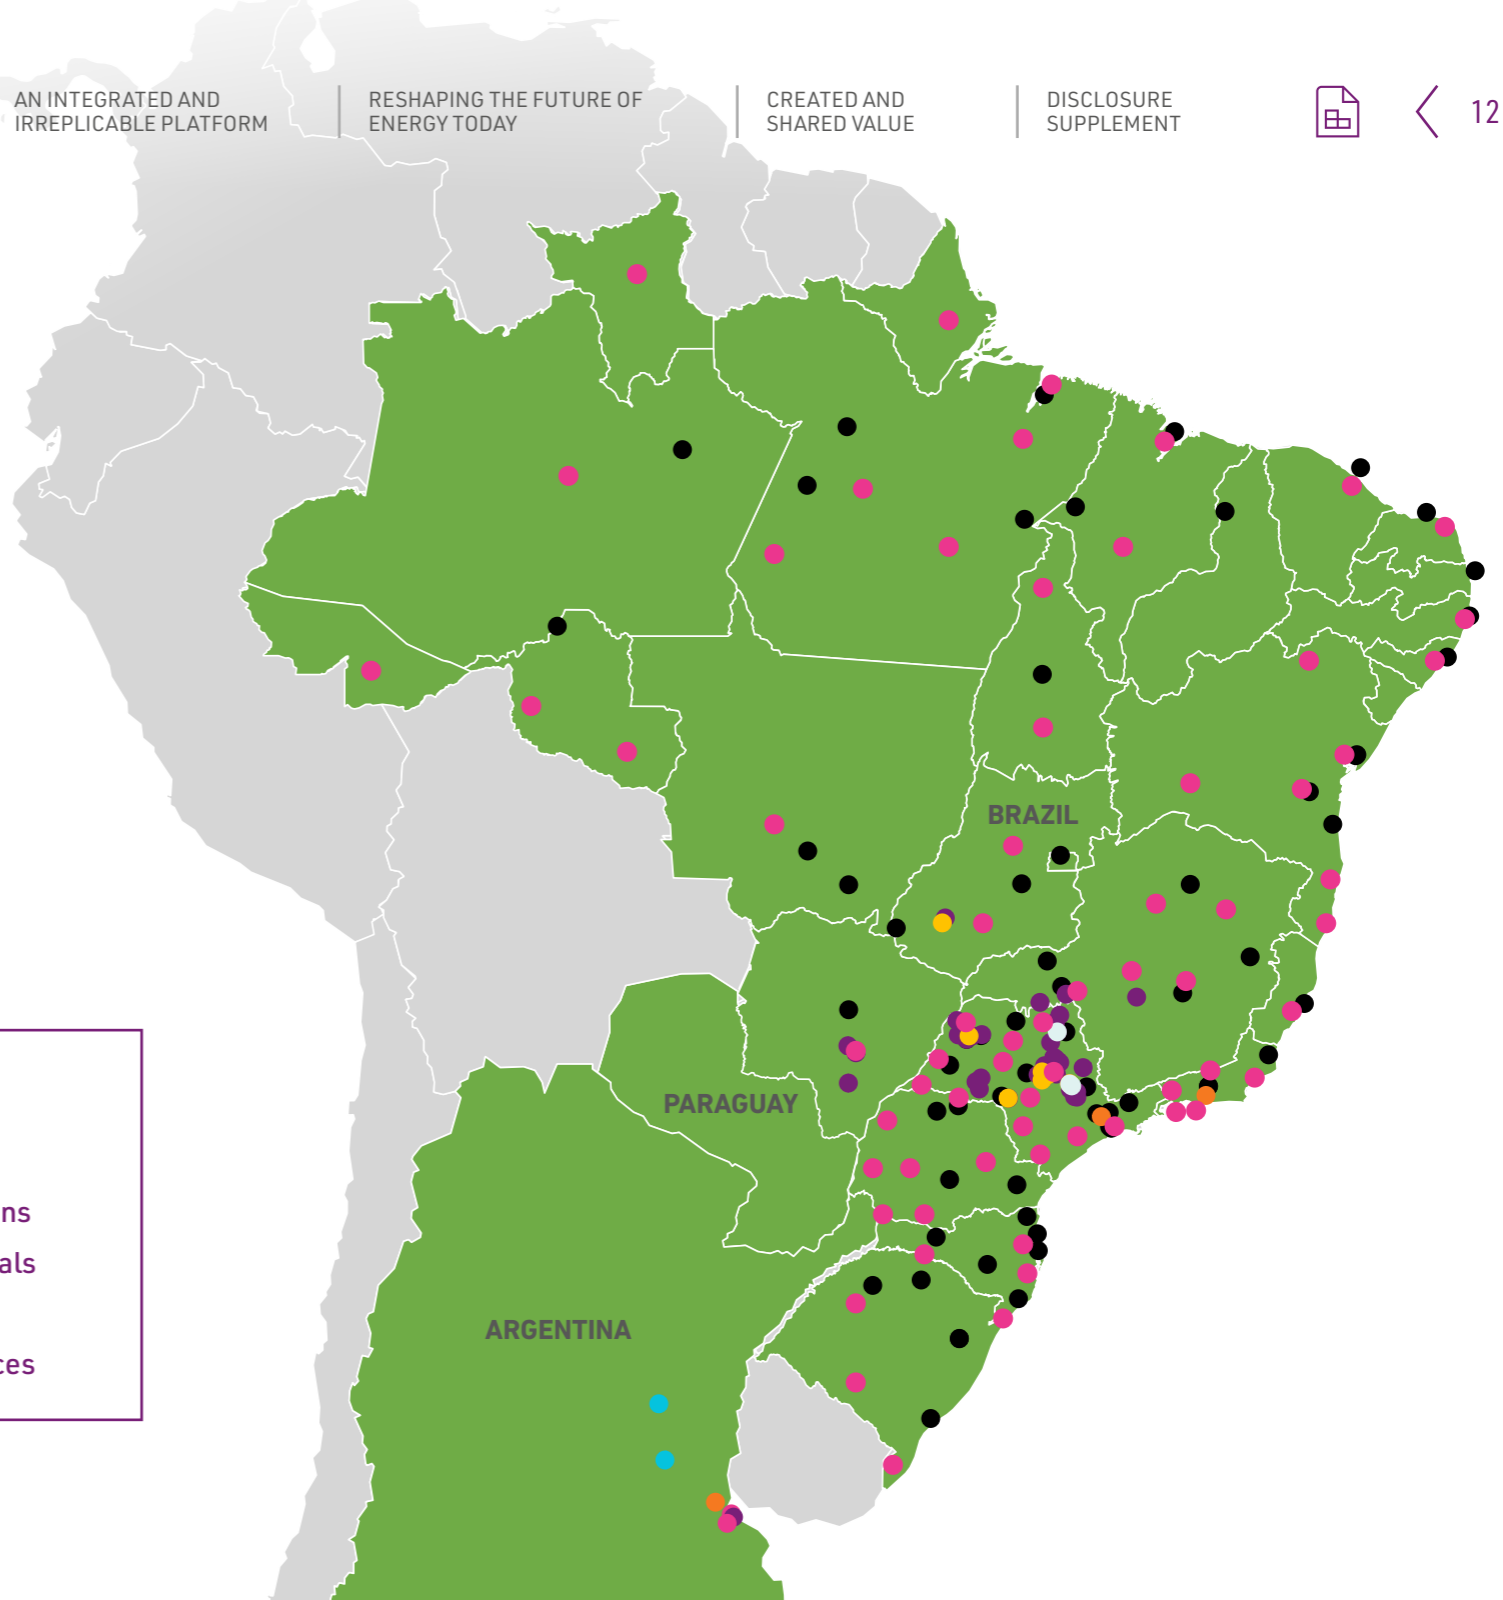 AN INTEGRATED AND
IRREPLICABLE PLATFORM
RESHAPING THE FUTURE OF
ENERGY TODAY
CREATED AND
SHARED VALUE
DISCLOSURE
SUPPLEMENT
12
BRAZIL
PARAGUAY
ns
als
ARGENTINA
ces